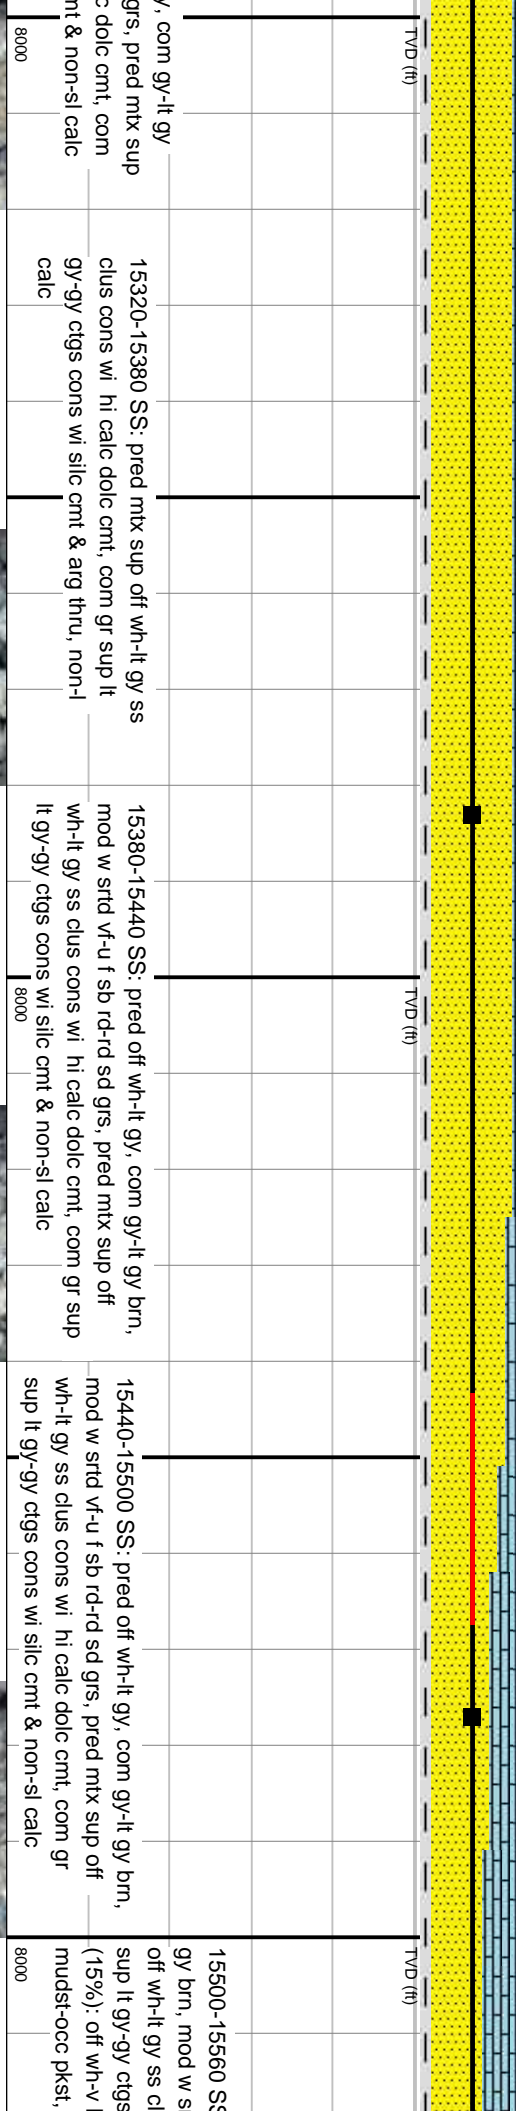 TVD (ft)
8000
y, com gy-lt gy
grs, pred mtx sup
c dolc cmt, com
mt & non-sl calc
15320-15380 SS: pred mtx sup off wh-lt gy ss
clus cons wi  hi calc dolc cmt, com gr sup lt
gy-gy ctgs cons wi silc cmt & arg thru, non-l
calc
15380-15440 SS: pred off wh-lt gy, com gy-lt gy brn,
mod w srtd vf-u f sb rd-rd sd grs, pred mtx sup off
wh-lt gy ss clus cons wi  hi calc dolc cmt, com gr sup
lt gy-gy ctgs cons wi silc cmt & non-sl calc
TVD (ft)
8000
15440-15500 SS: pred off wh-lt gy, com gy-lt gy brn,
mod w srtd vf-u f sb rd-rd sd grs, pred mtx sup off
wh-lt gy ss clus cons wi  hi calc dolc cmt, com gr
sup lt gy-gy ctgs cons wi silc cmt & non-sl calc
TVD (ft)
8000
15500-15560 SS
gy brn, mod w s
off wh-lt gy ss cl
sup lt gy-gy ctgs
(15%): off wh-v l
mudst-occ pkst,